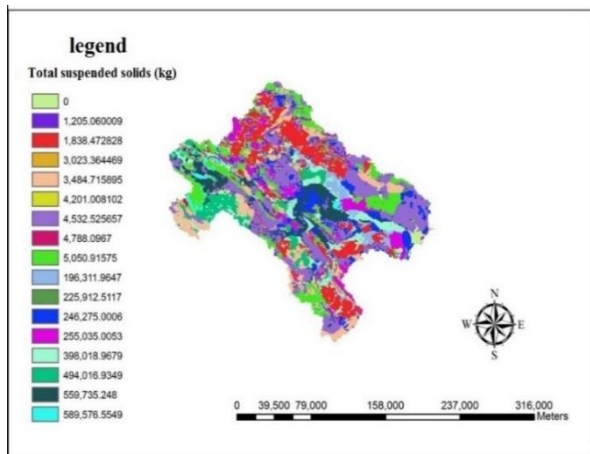 legend
Total suspended solids (kg)
0
1,205.060009
1,838.472828
3,023.364469
3,484.715895
4,201.008102
4,532.525657
4,788.0967
5,050.91575
196,311.9647
225,912.5117
246,275.0006
255,035.0053
398,018.9679
494,016.9349
559,735.248
589,576.5549
N
W E
S
0 39,500 79,000 158,000 237,000 316,000
Meters